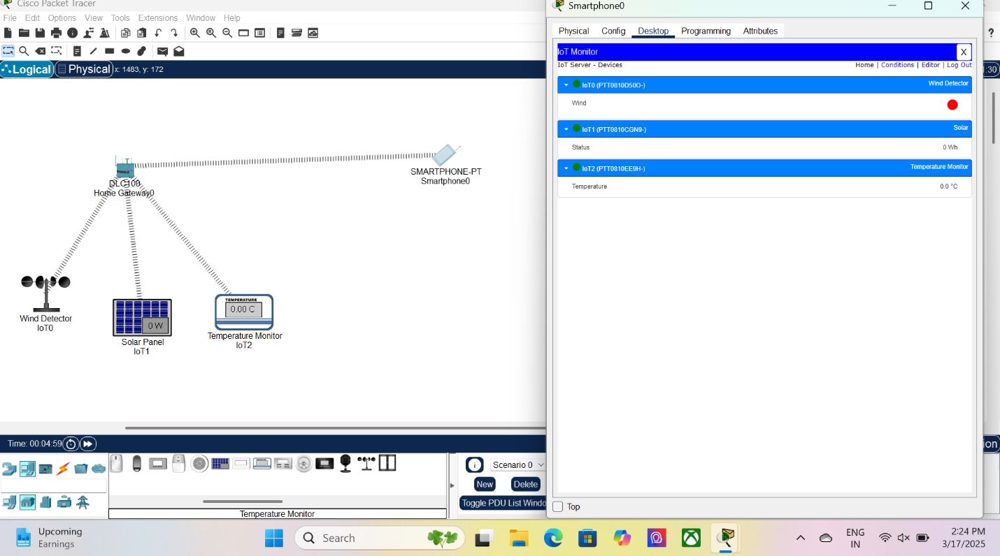 Cisco Packet Tracer
File Edit Options View Tools Extensions Window Help
Logical Physical x: 1483, y: 172
SMARTPHONE-PT
Smartphone0
DLC100
Home Gateway0
Wind Detector
IoT0
0 W
Solar Panel
IoT1
TEMPERATURE
0.00 C
Temperature Monitor
IoT2
Time: 00:04:59
Scenario 0
New Delete
Toggle PDU List Windo
Temperature Monitor
Smartphone0
Physical Config Desktop Programming Attributes
IoT Monitor X
IoT Server - Devices Home | Conditions | Editor | Log Out
IoT0 (PTT0810D50O-) Wind Detector
Wind
IoT1 (PTT0810CGN9-) Solar
Status 0 Wh
IoT2 (PTT0810EE9H-) Temperature Monitor
Temperature 0.0 °C
Top
?
:30
ion
Upcoming
Earnings
Search
ENG
IN
2:24 PM
3/17/2025